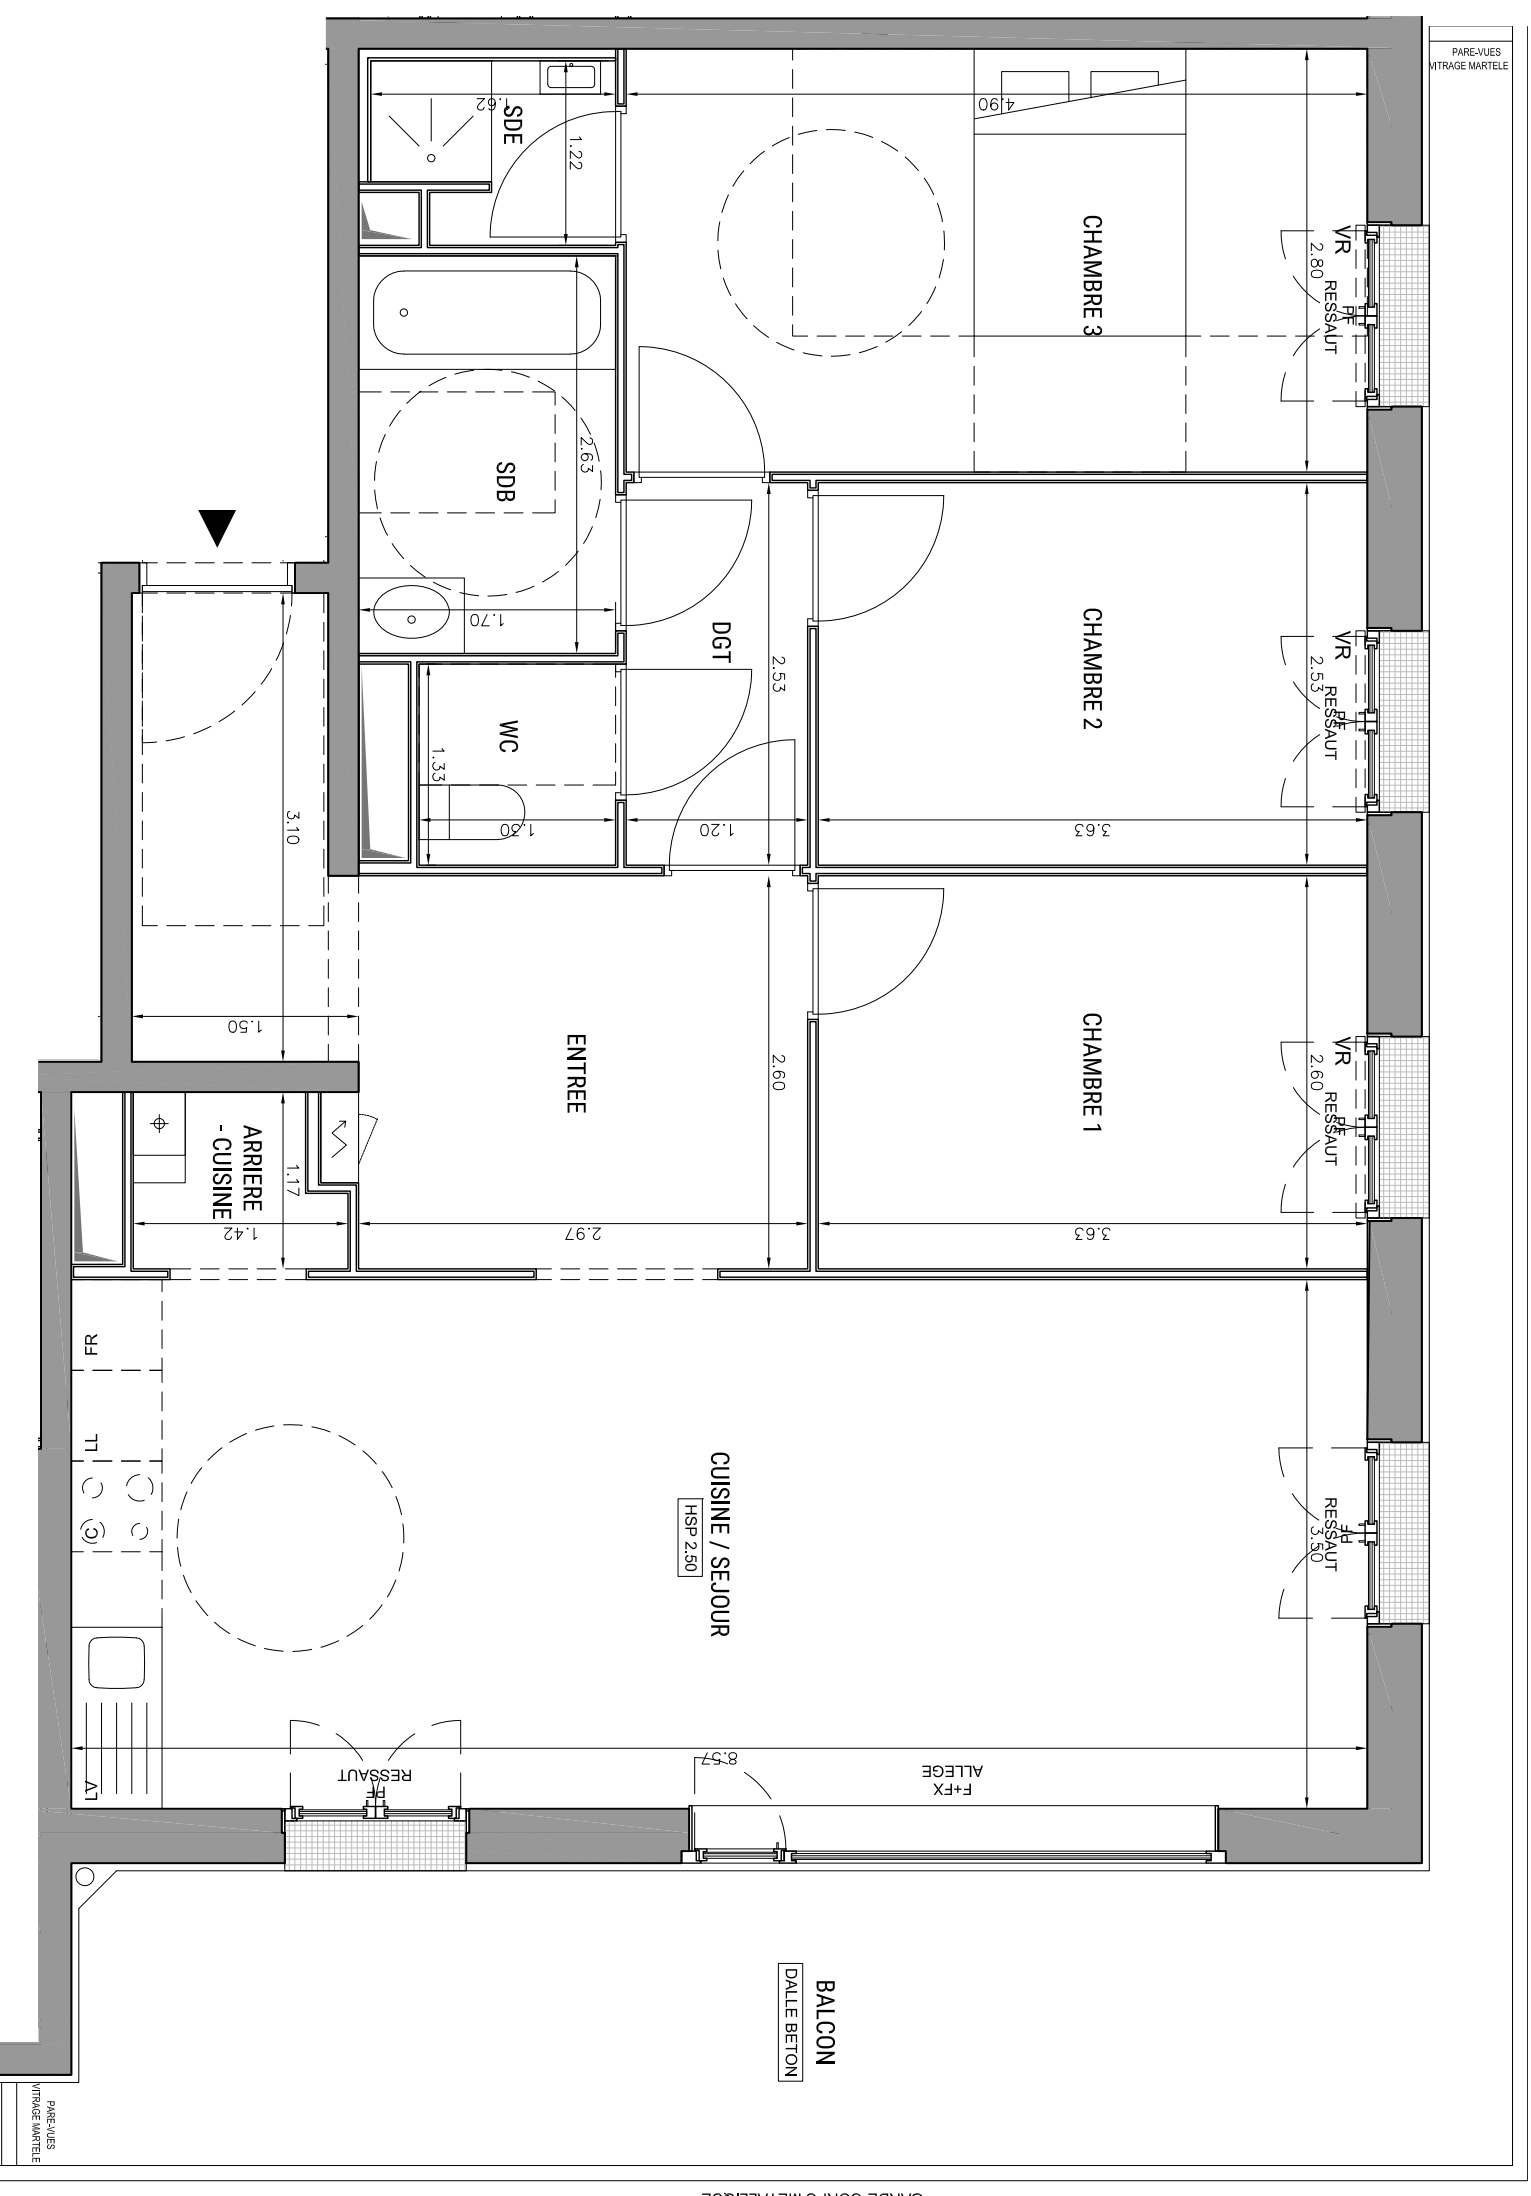 PARE-VUES
VITRAGE MARTELE
SDE
1.62
1.22
4.90
CHAMBRE 3
VR
2.80
RESSAUT
PF
SDB
2.63
1.70
DGT
2.53
CHAMBRE 2
VR
2.53
RESSAUT
PF
WC
1.33
1.30
1.20
3.63
3.10
1.50
ENTREE
2.60
2.97
CHAMBRE 1
VR
2.60
RESSAUT
PF
3.63
ARRIERE
- CUISINE
1.17
1.42
FR
LL
LV
CUISINE / SEJOUR
HSP 2.50
RESSAUT
PF
3.50
8.57
RESSAUT
PF
F+FX
ALLEGE
BALCON
DALLE BETON
PARE-VUES
VITRAGE MARTELE